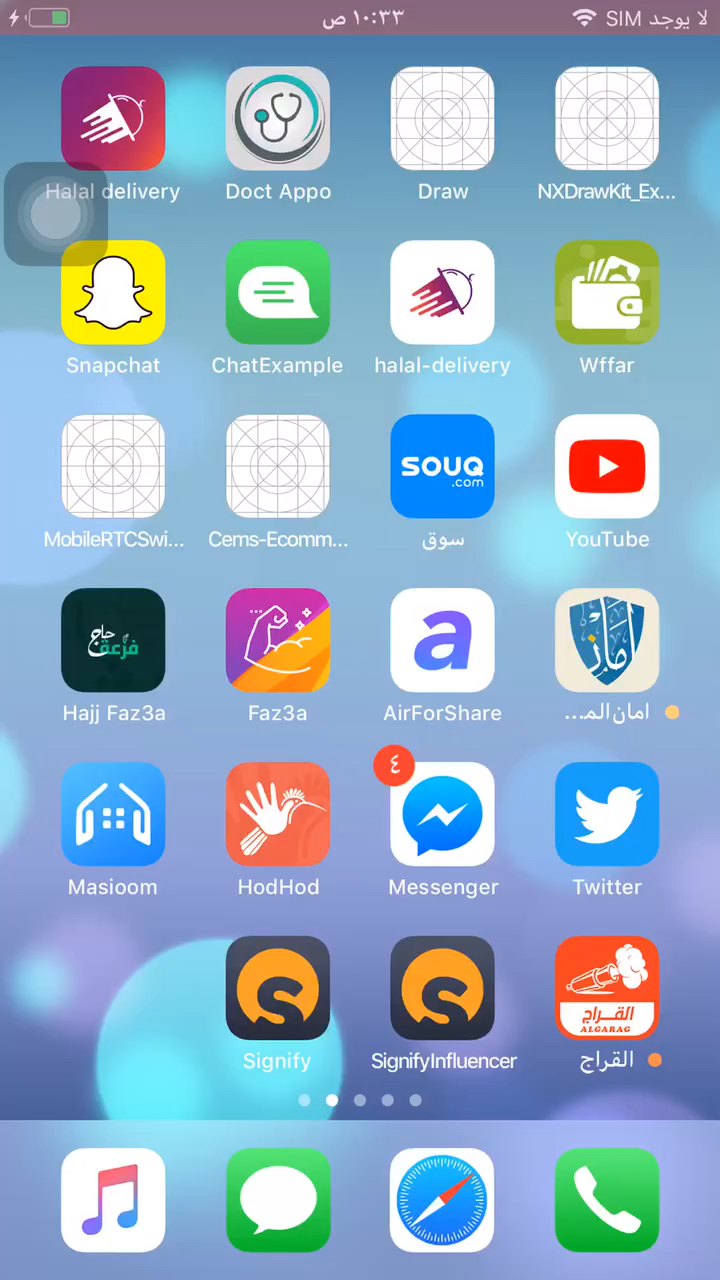 لا يوجد SIM
١٠:٣٣ ص
Halal delivery
Doct Appo
Draw
NXDrawKit_Ex...
Snapchat
ChatExample
halal-delivery
Wffar
SOUQ
.com
MobileRTCSwi...
Cems-Ecomm...
سوق
YouTube
حاج
فزعة
a
أمان
Hajj Faz3a
Faz3a
AirForShare
امان الم...
٤
Masioom
HodHod
Messenger
Twitter
S
S
القراج
ALGARAG
Signify
SignifyInfluencer
القراج